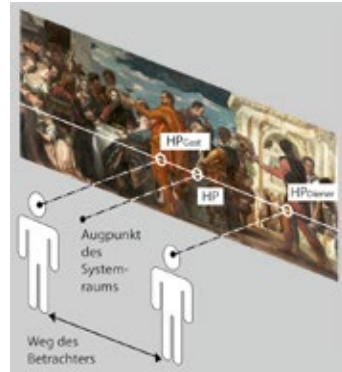 HPGast
HP
HPDiener
Augpunkt
des
System-
raums
Weg des
Betrachters